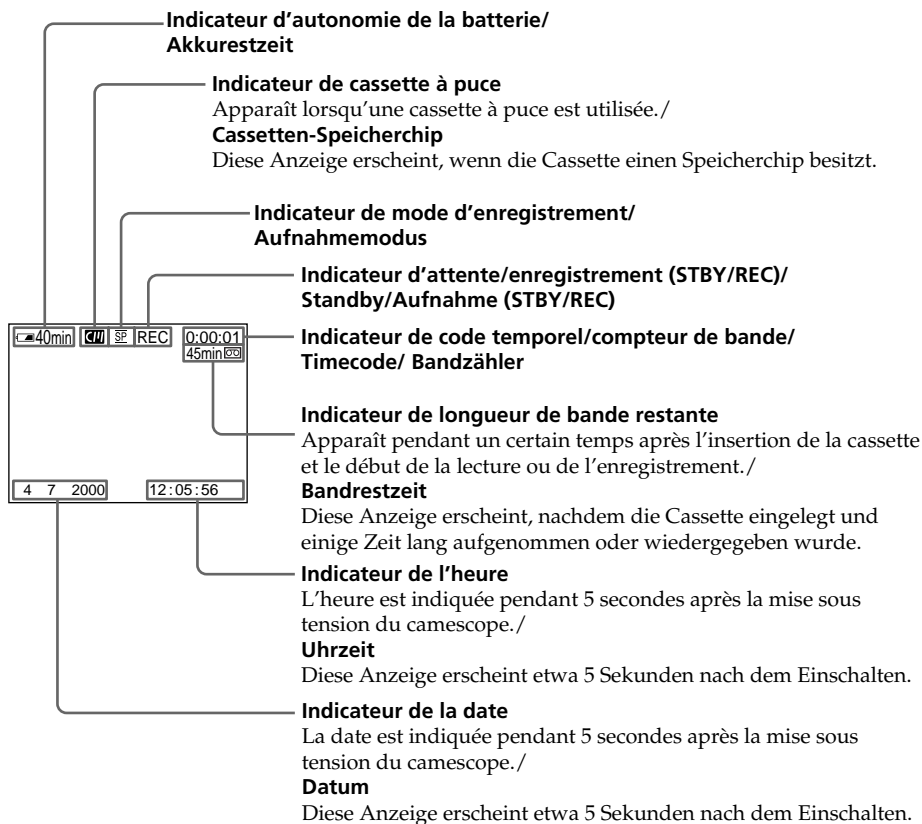 Indicateur d'autonomie de la batterie/
Akkurestzeit
Indicateur de cassette à puce
Apparaît lorsqu'une cassette à puce est utilisée./
Cassetten-Speicherchip
Diese Anzeige erscheint, wenn die Cassette einen Speicherchip besitzt.
Indicateur de mode d'enregistrement/
Aufnahmemodus
Indicateur d'attente/enregistrement (STBY/REC)/
Standby/Aufnahme (STBY/REC)
40min SP REC 0:00:01
45min
4 7 2000 12:05:56
Indicateur de code temporel/compteur de bande/
Timecode/ Bandzähler
Indicateur de longueur de bande restante
Apparaît pendant un certain temps après l'insertion de la cassette
et le début de la lecture ou de l'enregistrement./
Bandrestzeit
Diese Anzeige erscheint, nachdem die Cassette eingelegt und
einige Zeit lang aufgenommen oder wiedergegeben wurde.
Indicateur de l'heure
L'heure est indiquée pendant 5 secondes après la mise sous
tension du camescope./
Uhrzeit
Diese Anzeige erscheint etwa 5 Sekunden nach dem Einschalten.
Indicateur de la date
La date est indiquée pendant 5 secondes après la mise sous
tension du camescope./
Datum
Diese Anzeige erscheint etwa 5 Sekunden nach dem Einschalten.